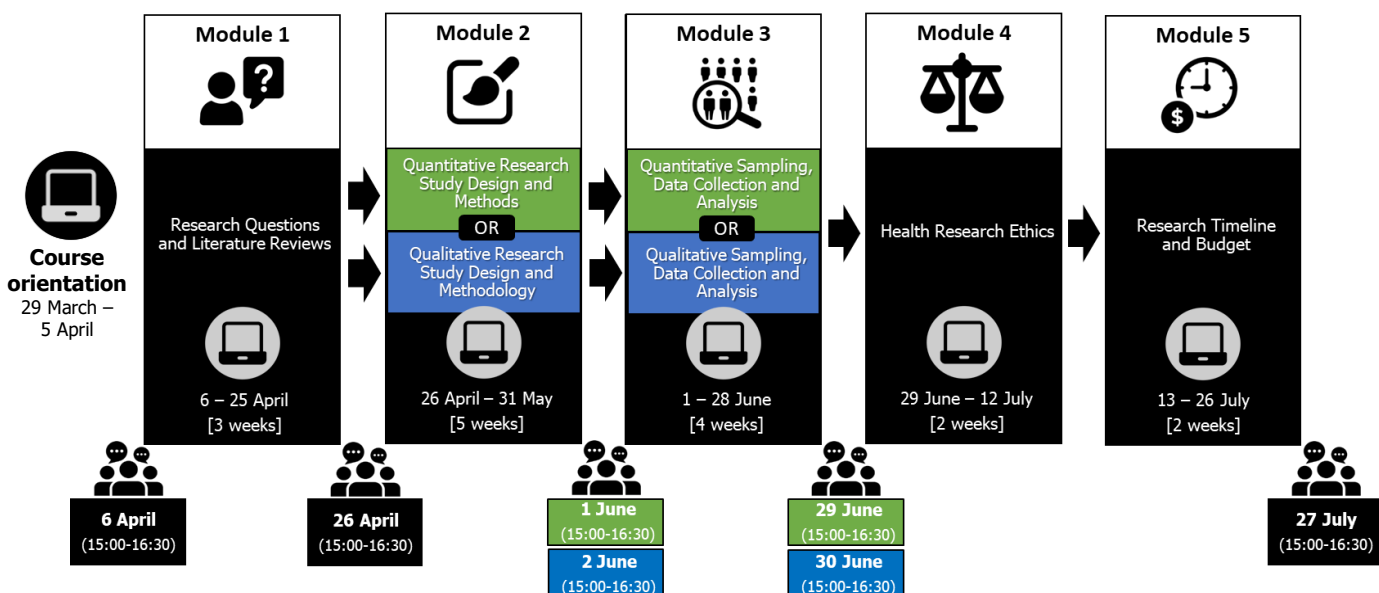 Course
orientation
29 March –
5 April
Module 1
?
Research Questions
and Literature Reviews
6 – 25 April
[3 weeks]
Module 2
Quantitative Research
Study Design and
Methods
OR
Qualitative Research
Study Design and
Methodology
26 April – 31 May
[5 weeks]
Module 3
Quantitative Sampling,
Data Collection and
Analysis
OR
Qualitative Sampling,
Data Collection and
Analysis
1 – 28 June
[4 weeks]
Module 4
Health Research Ethics
29 June – 12 July
[2 weeks]
Module 5
$
Research Timeline
and Budget
13 – 26 July
[2 weeks]
6 April
(15:00-16:30)
26 April
(15:00-16:30)
1 June
(15:00-16:30)
2 June
(15:00-16:30)
29 June
(15:00-16:30)
30 June
(15:00-16:30)
27 July
(15:00-16:30)